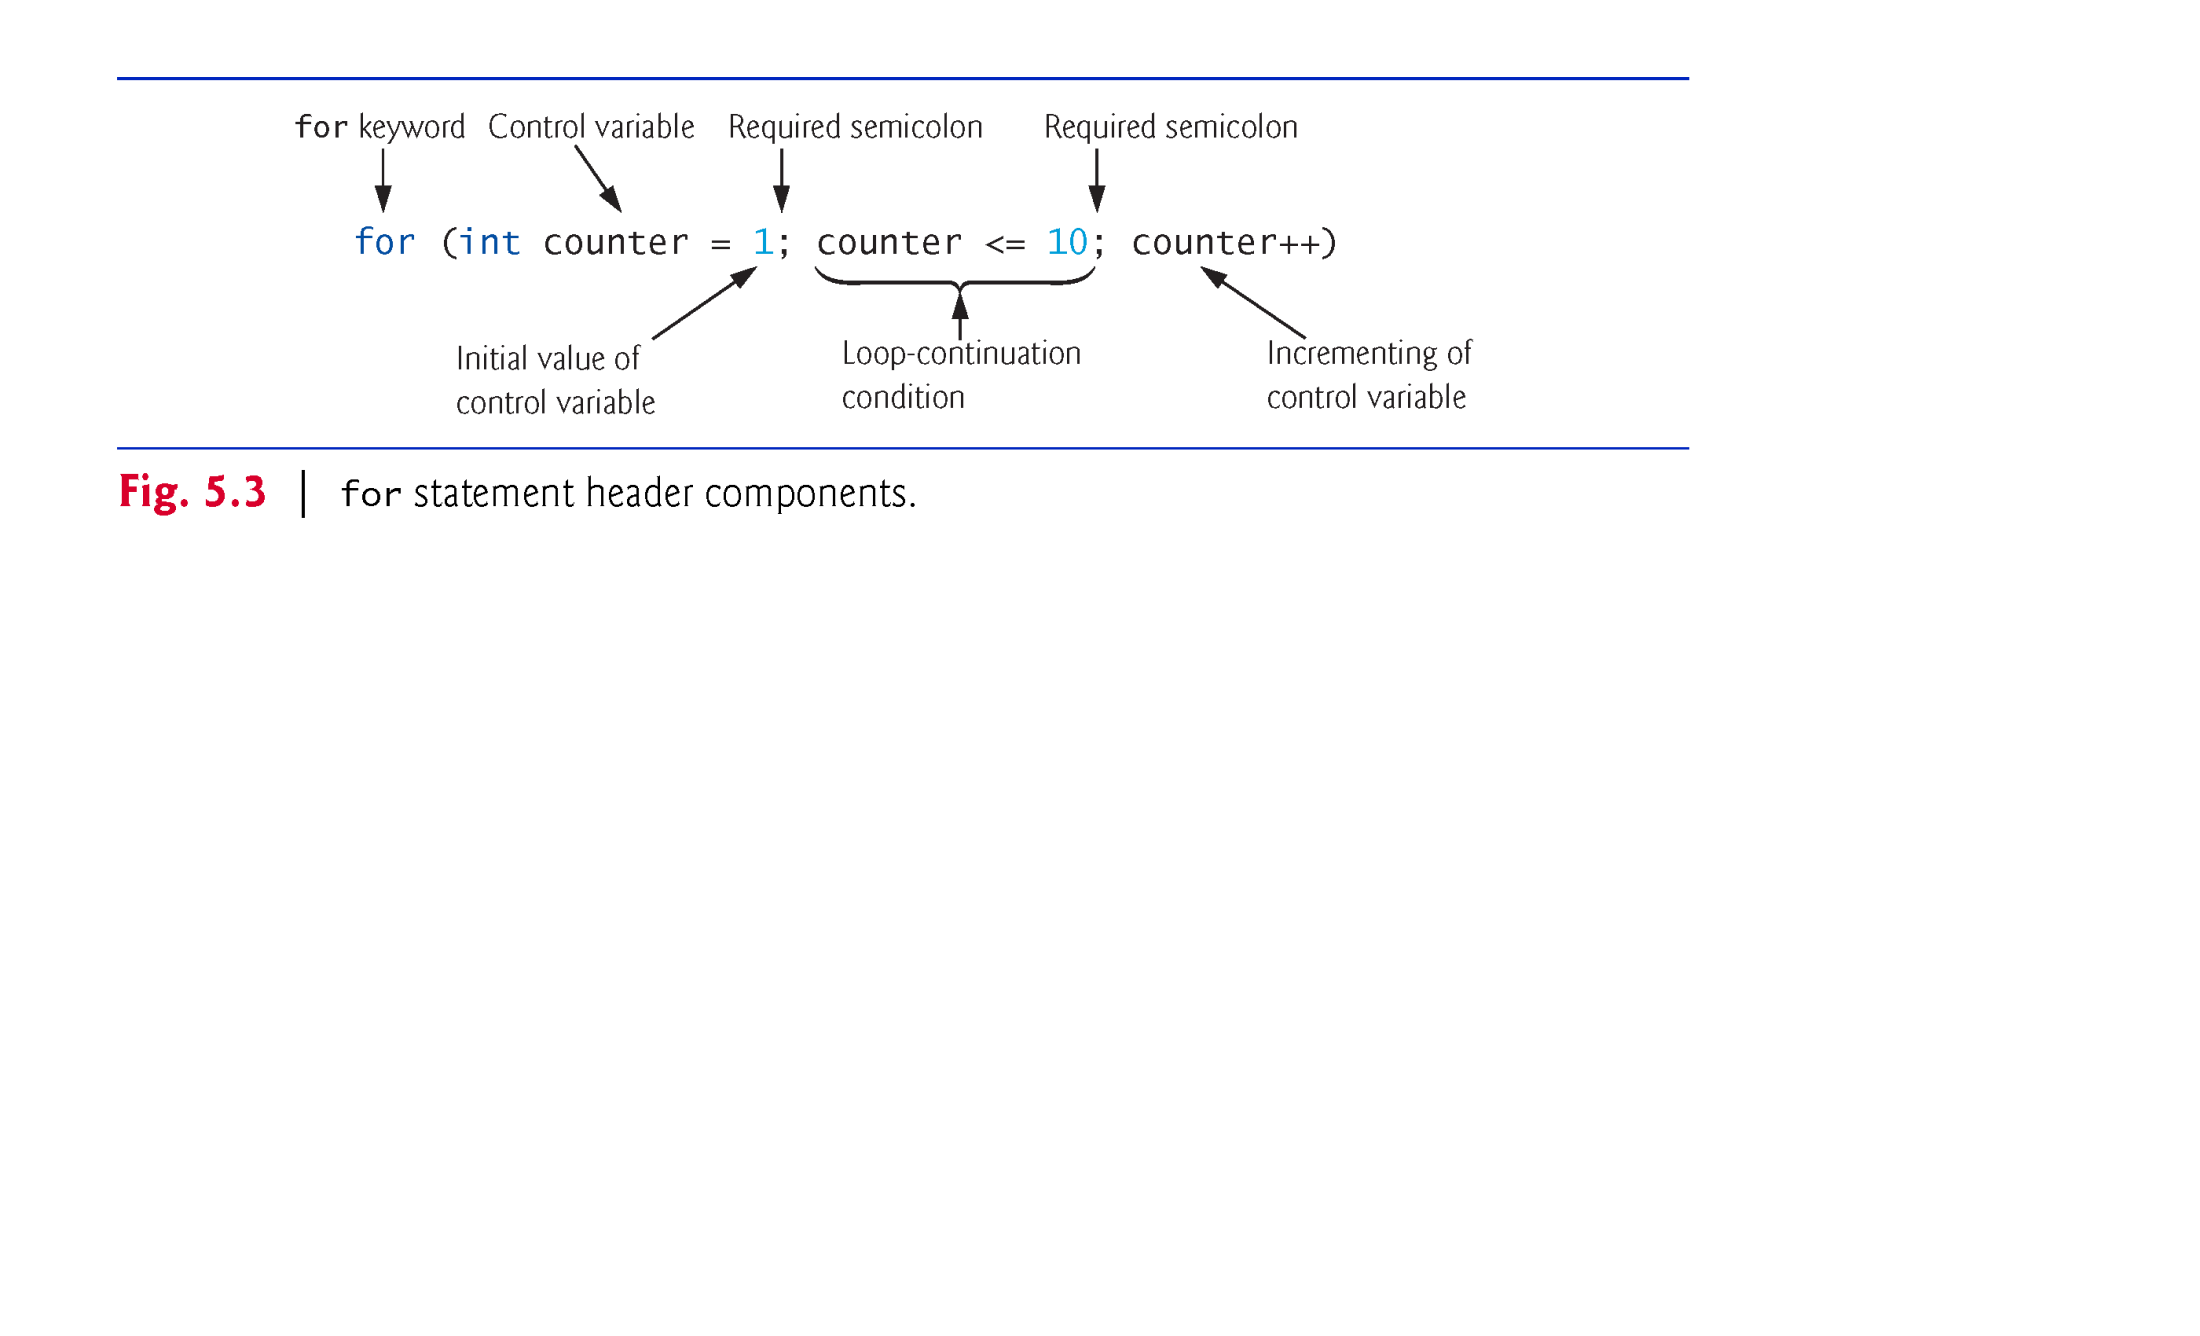 for keyword Control variable Required semicolon Required semicolon
for (int counter = 1; counter <= 10; counter++)
Initial value of
control variable
Loop-continuation
condition
Incrementing of
control variable
Fig. 5.3 | for statement header components.